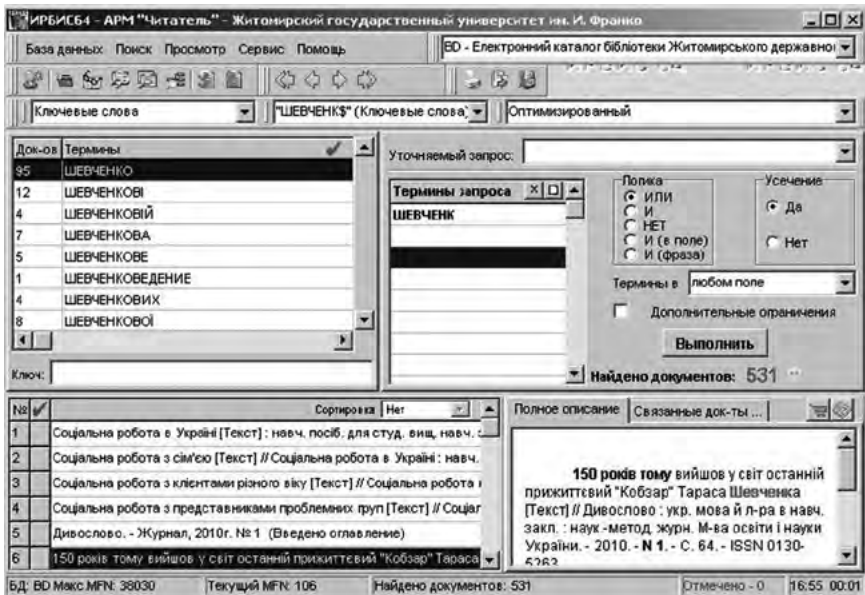 ИРБИС64 - АРМ "Читатель" - Житомирский государственный университет им. И. Франко
База данных Поиск Просмотр Сервис Помощь
BD - Електронний каталог бібліотеки Житомирського державног
Ключевые слова
"ШЕВЧЕНК$" (Ключевые слова)
Оптимизированный
Док-ов Термины
95 ШЕВЧЕНКО
12 ШЕВЧЕНКОВІ
4 ШЕВЧЕНКОВІЙ
7 ШЕВЧЕНКОВА
5 ШЕВЧЕНКОВЕ
1 ШЕВЧЕНКОВЕДЕНИЕ
4 ШЕВЧЕНКОВИХ
8 ШЕВЧЕНКОВОЇ
Ключ:
Уточняемый запрос:
Термины запроса
ШЕВЧЕНК
Логика
ИЛИ
И
НЕТ
И (в поле)
И (фраза)
Усечение
Да
Нет
Термины в любом поле
Дополнительные ограничения
Выполнить
Найдено документов: 531
№ Сортировка Нет
1 Соціальна робота в Україні [Текст] : навч. посіб. для студ. вищ. навч. з
2 Соціальна робота з сім'єю [Текст] // Соціальна робота в Україні : навч.
3 Соціальна робота з клієнтами різного віку [Текст] // Соціальна робота
4 Соціальна робота з представниками проблемних груп [Текст] // Соціал
5 Дивослово. - Журнал, 2010г. № 1 (Введено оглавление)
6 150 років тому вийшов у світ останній прижиттєвий "Кобзар" Тараса
Полное описание Связанные док-ты ...
150 років тому вийшов у світ останній
прижиттєвий "Кобзар" Тараса Шевченка
[Текст] // Дивослово : укр. мова й л-ра в навч.
закл. : наук.-метод. журн. М-ва освіти і науки
України. - 2010. - N 1. - С. 64. - ISSN 0130-
5263
БД: BD Макс.MFN: 38030 Текущий MFN: 106 Найдено документов: 531 Отмечено - 0 16:55 00:01